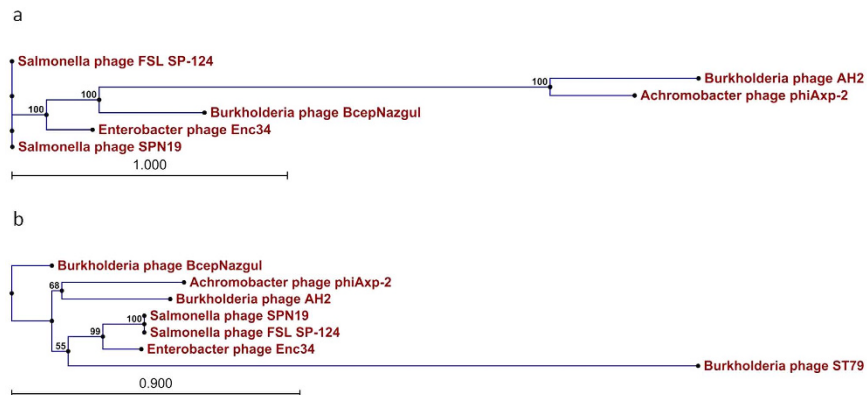 a
Salmonella phage FSL SP-124
100
Burkholderia phage AH2
100
Achromobacter phage phiAxp-2
100
Burkholderia phage BcepNazgul
Enterobacter phage Enc34
Salmonella phage SPN19
1.000
b
Burkholderia phage BcepNazgul
68
Achromobacter phage phiAxp-2
Burkholderia phage AH2
100
Salmonella phage SPN19
99
Salmonella phage FSL SP-124
55
Enterobacter phage Enc34
Burkholderia phage ST79
0.900